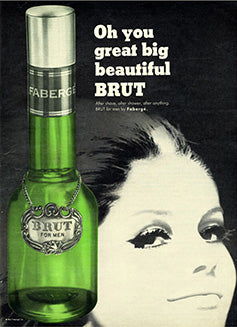 Oh you
great big
beautiful
BRUT
After shave, after shower, after anything.
BRUT for men by Fabergé.
FABERGÉ
BRUT
FOR MEN